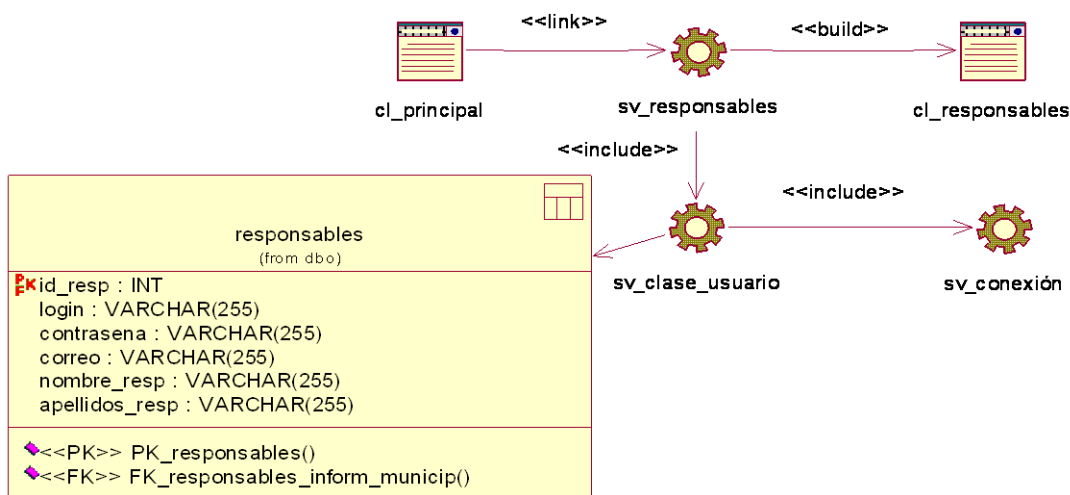 <<link>>
<<build>>
cl_principal
sv_responsables
cl_responsables
<<include>>
<<include>>
sv_clase_usuario
sv_conexión
responsables
(from dbo)
PFK id_resp : INT
login : VARCHAR(255)
contrasena : VARCHAR(255)
correo : VARCHAR(255)
nombre_resp : VARCHAR(255)
apellidos_resp : VARCHAR(255)
<<PK>> PK_responsables()
<<FK>> FK_responsables_inform_municip()